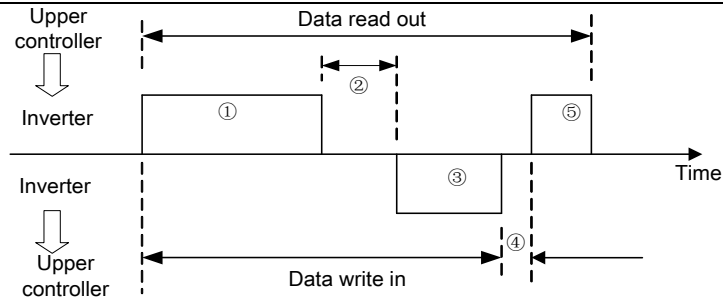 Upper
controller
Data read out
②
Inverter
①
⑤
Time
Inverter
③
④
Upper
controller
Data write in